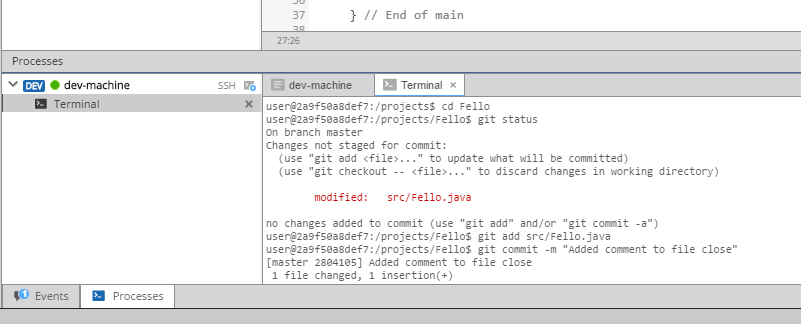 36
37 } // End of main
38
27:26
Processes
DEV dev-machine SSH
Terminal
dev-machine Terminal
user@2a9f50a8def7:/projects$ cd Fello
user@2a9f50a8def7:/projects/Fello$ git status
On branch master
Changes not staged for commit:
(use "git add <file>..." to update what will be committed)
(use "git checkout -- <file>..." to discard changes in working directory)
modified: src/Fello.java
no changes added to commit (use "git add" and/or "git commit -a")
user@2a9f50a8def7:/projects/Fello$ git add src/Fello.java
user@2a9f50a8def7:/projects/Fello$ git commit -m "Added comment to file close"
[master 2804105] Added comment to file close
1 file changed, 1 insertion(+)
1 Events Processes